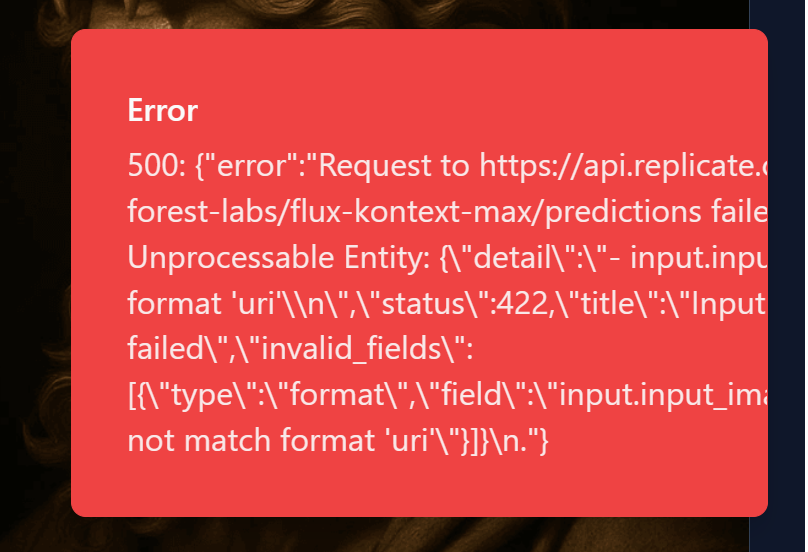 Error
500: {"error":"Request to https://api.replicate.
forest-labs/flux-kontext-max/predictions faile
Unprocessable Entity: {\"detail\":\"- input.inpu
format 'uri'\\n\",\"status\":422,\"title\":\"Input
failed\",\"invalid_fields\":
[{\"type\":\"format\",\"field\":\"input.input_ima
not match format 'uri'\"}]}\n."}